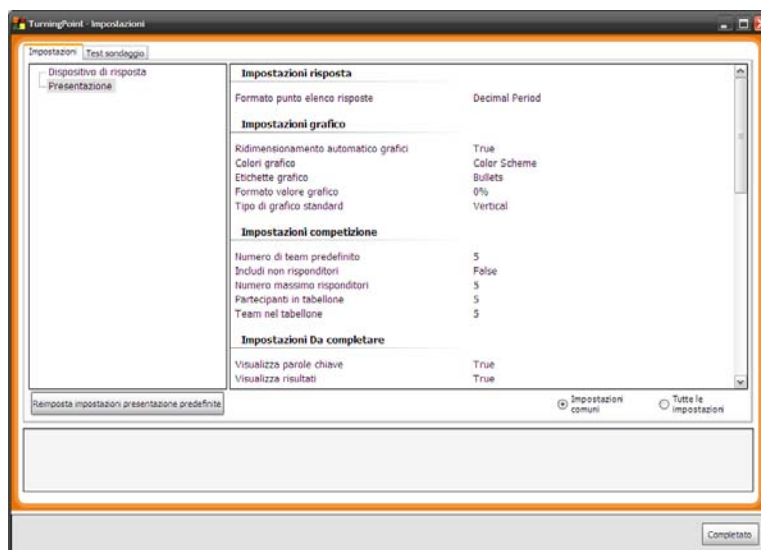 TurningPoint - Impostazioni
Impostazioni Test sondaggio
Dispositivo di risposta
Presentazione
Impostazioni risposta
Formato punto elenco risposte Decimal Period
Impostazioni grafico
Ridimensionamento automatico grafici True
Colori grafico Color Scheme
Etichette grafico Bullets
Formato valore grafico 0%
Tipo di grafico standard Vertical
Impostazioni competizione
Numero di team predefinito 5
Includi non risponditori False
Numero massimo risponditori 5
Partecipanti in tabellone 5
Team nel tabellone 5
Impostazioni Da completare
Visualizza parole chiave True
Visualizza risultati True
Reimposta impostazioni presentazione predefinite
Impostazioni comuni
Tutte le impostazioni
Completato